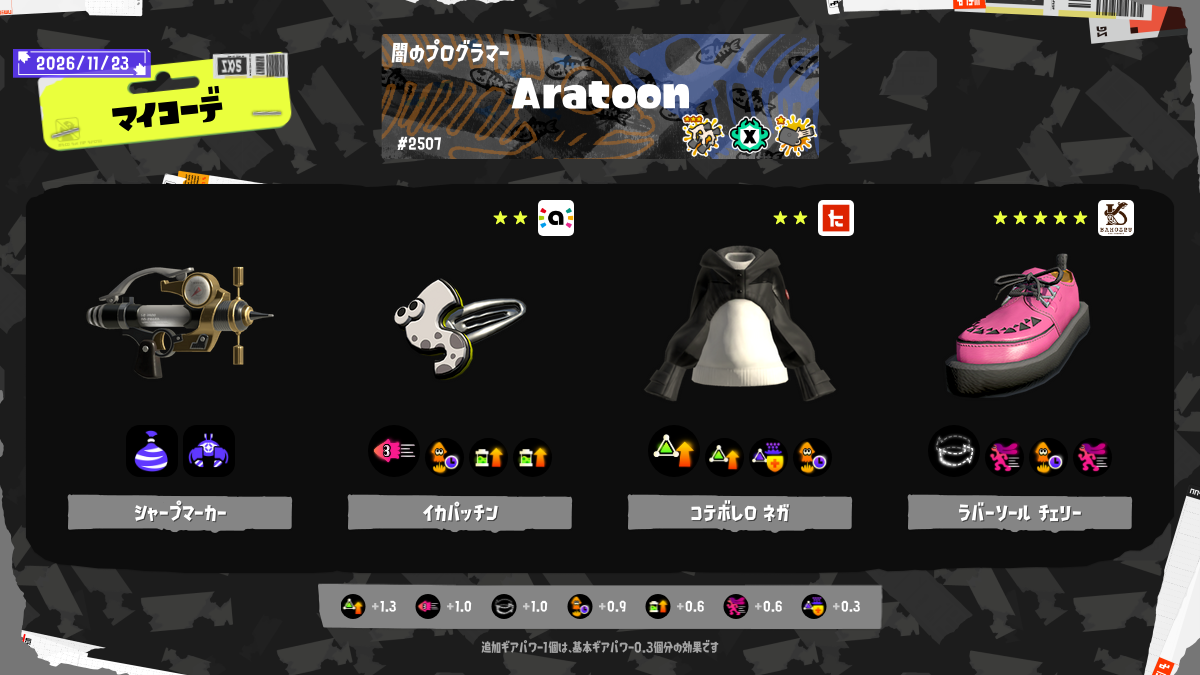 2026/11/23
マイコーデ
闇のプログラマー
Aratoon
#2507
シャープマーカー
イカパッチン
コテボレロ ネガ
ラバーソール チェリー
+1.3
+1.0
+1.0
+0.9
+0.6
+0.6
+0.3
追加ギアパワー1個は、基本ギアパワー0.3個分の効果です